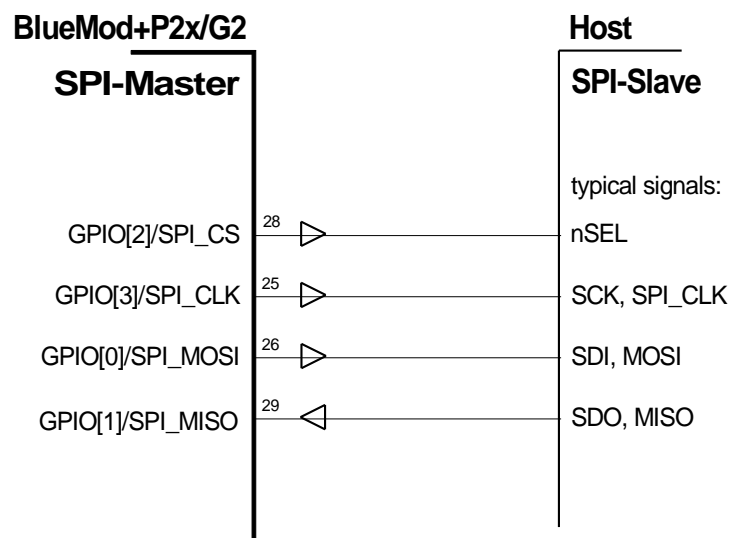 BlueMod+P2x/G2 Host
SPI-Master SPI-Slave
typical signals:
GPIO[2]/SPI_CS 28 nSEL
GPIO[3]/SPI_CLK 25 SCK, SPI_CLK
GPIO[0]/SPI_MOSI 26 SDI, MOSI
GPIO[1]/SPI_MISO 29 SDO, MISO